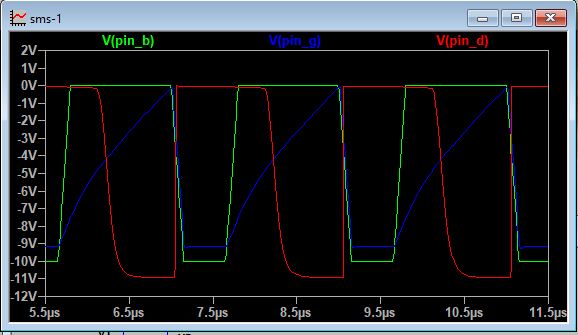 sms-1
V(pin_b) V(pin_g) V(pin_d)
2V
1V
0V
-1V
-2V
-3V
-4V
-5V
-6V
-7V
-8V
-9V
-10V
-11V
-12V
5.5µs 6.5µs 7.5µs 8.5µs 9.5µs 10.5µs 11.5µs